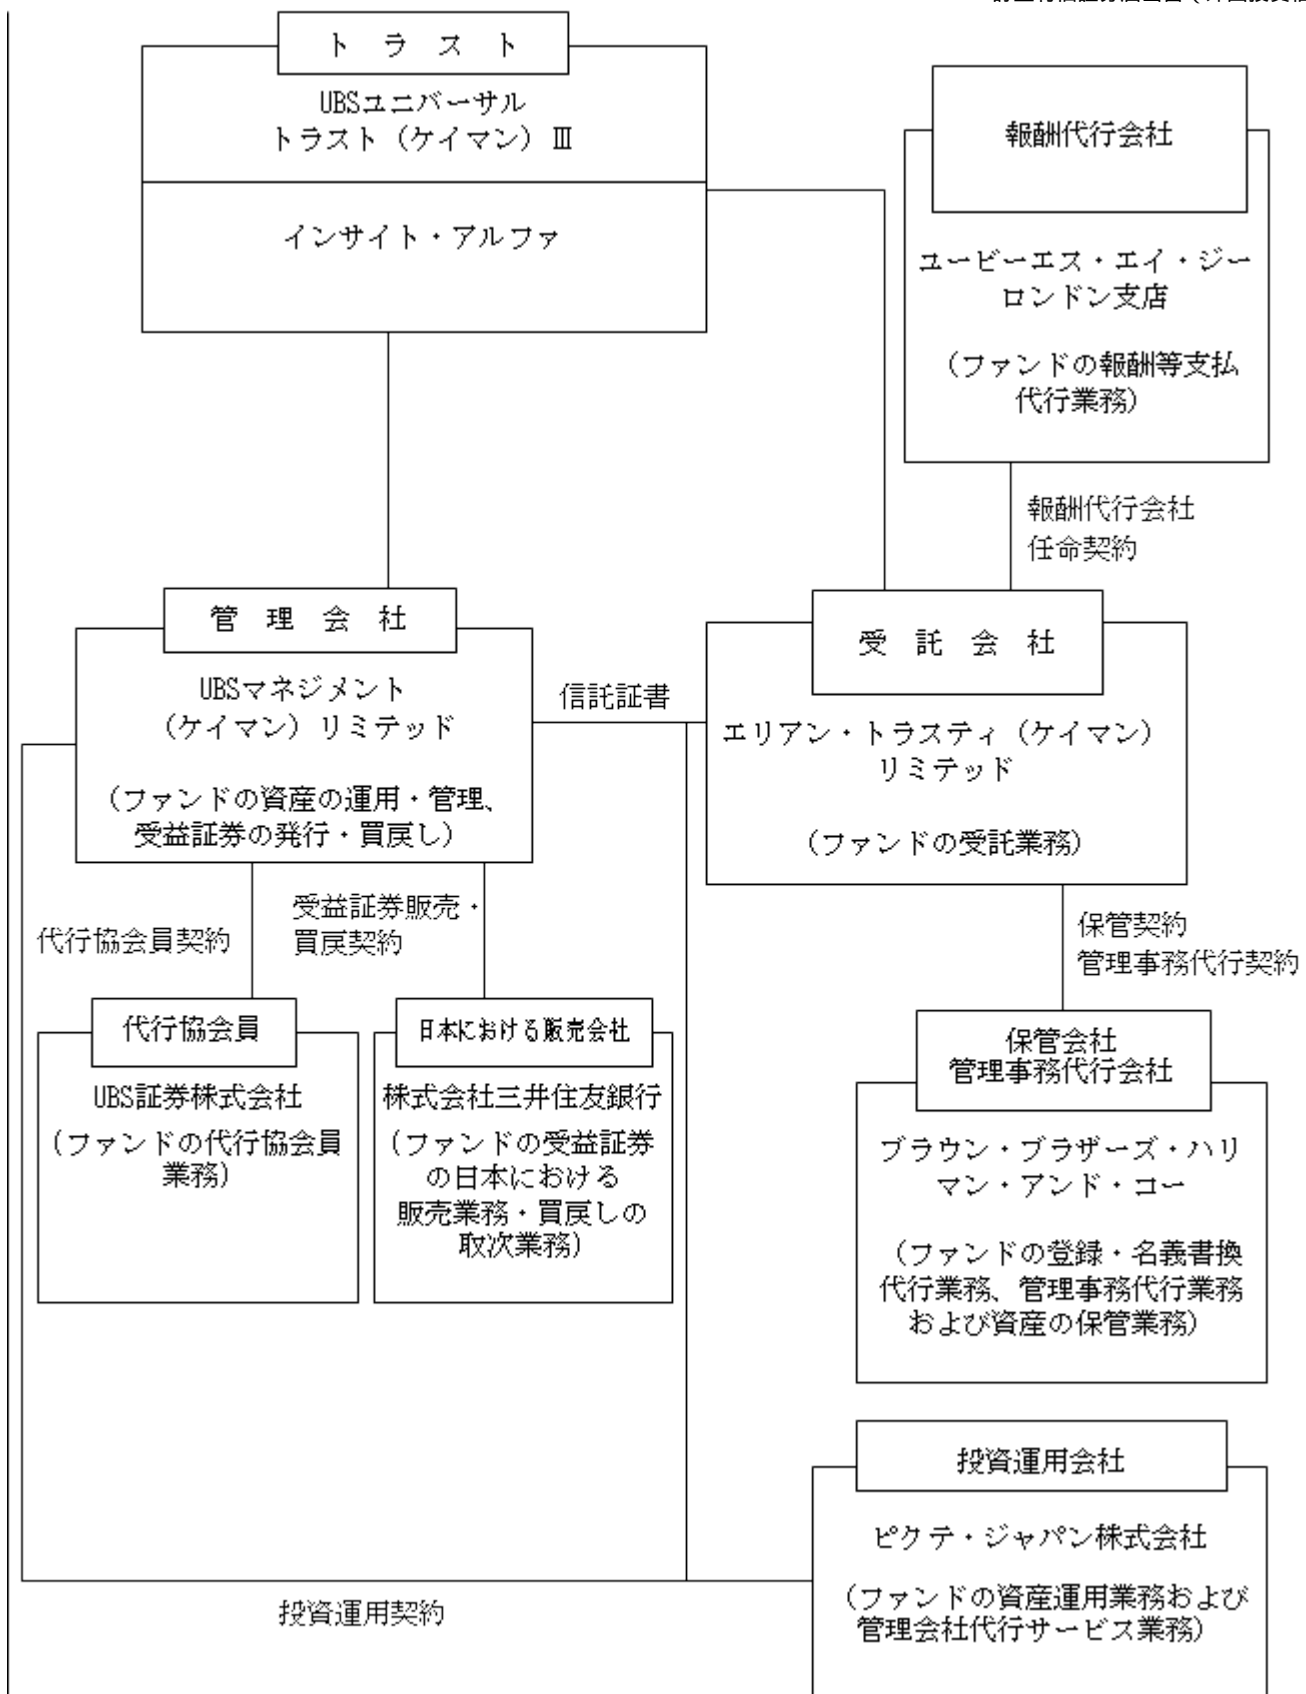 ト ラ ス ト
UBSユニバーサル
トラスト（ケイマン）Ⅲ
インサイト・アルファ
報酬代行会社
ユービーエス・エイ・ジー
ロンドン支店
（ファンドの報酬等支払
代行業務）
報酬代行会社
任命契約
管 理 会 社
UBSマネジメント
（ケイマン）リミテッド
（ファンドの資産の運用・管理、
受益証券の発行・買戻し）
信託証書
受 託 会 社
エリアン・トラスティ（ケイマン）
リミテッド
（ファンドの受託業務）
代行協会員契約
受益証券販売・
買戻契約
保管契約
管理事務代行契約
代行協会員
UBS証券株式会社
（ファンドの代行協会員
業務）
日本における販売会社
株式会社三井住友銀行
（ファンドの受益証券
の日本における
販売業務・買戻しの
取次業務）
保管会社
管理事務代行会社
ブラウン・ブラザーズ・ハリ
マン・アンド・コー
（ファンドの登録・名義書換
代行業務、管理事務代行業務
および資産の保管業務）
投資運用会社
ピクテ・ジャパン株式会社
（ファンドの資産運用業務および
管理会社代行サービス業務）
投資運用契約